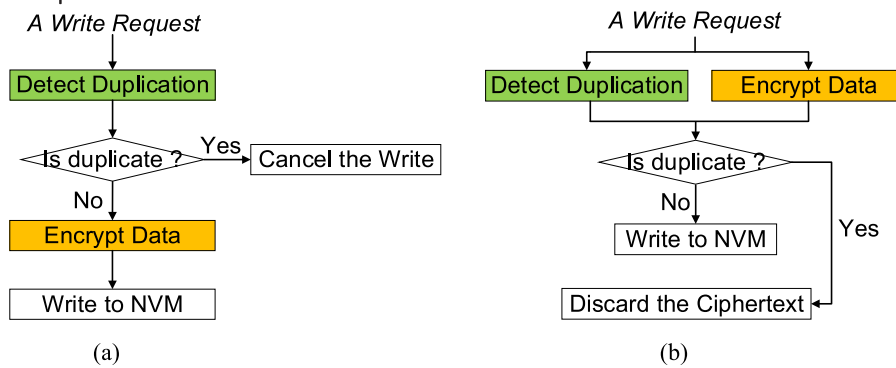 A Write Request
Detect Duplication
Is duplicate ?
Yes
Cancel the Write
No
Encrypt Data
Write to NVM
(a)
A Write Request
Detect Duplication
Encrypt Data
Is duplicate ?
No
Yes
Write to NVM
Discard the Ciphertext
(b)